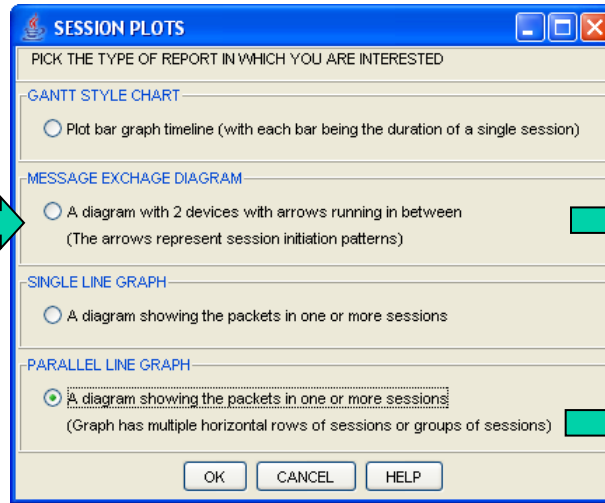 SESSION PLOTS
PICK THE TYPE OF REPORT IN WHICH YOU ARE INTERESTED
GANTT STYLE CHART
Plot bar graph timeline (with each bar being the duration of a single session)
MESSAGE EXCHAGE DIAGRAM
A diagram with 2 devices with arrows running in between
(The arrows represent session initiation patterns)
SINGLE LINE GRAPH
A diagram showing the packets in one or more sessions
PARALLEL LINE GRAPH
A diagram showing the packets in one or more sessions
(Graph has multiple horizontal rows of sessions or groups of sessions)
OK CANCEL HELP